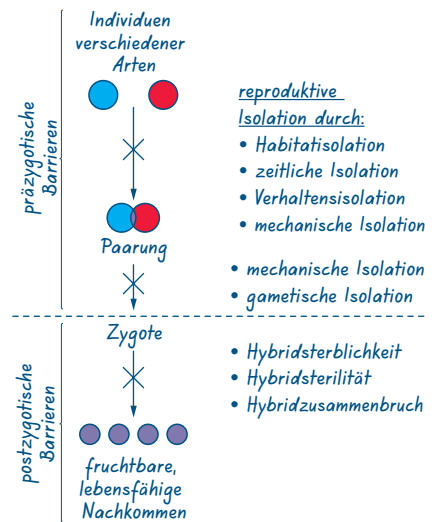 Individuen
verschiedener
Arten
präzygotische
Barrieren
reproduktive
Isolation durch:
• Habitatisolation
• zeitliche Isolation
• Verhaltensisolation
• mechanische Isolation
Paarung
• mechanische Isolation
• gametische Isolation
Zygote
postzygotische
Barrieren
• Hybridsterblichkeit
• Hybridsterilität
• Hybridzusammenbruch
fruchtbare,
lebensfähige
Nachkommen